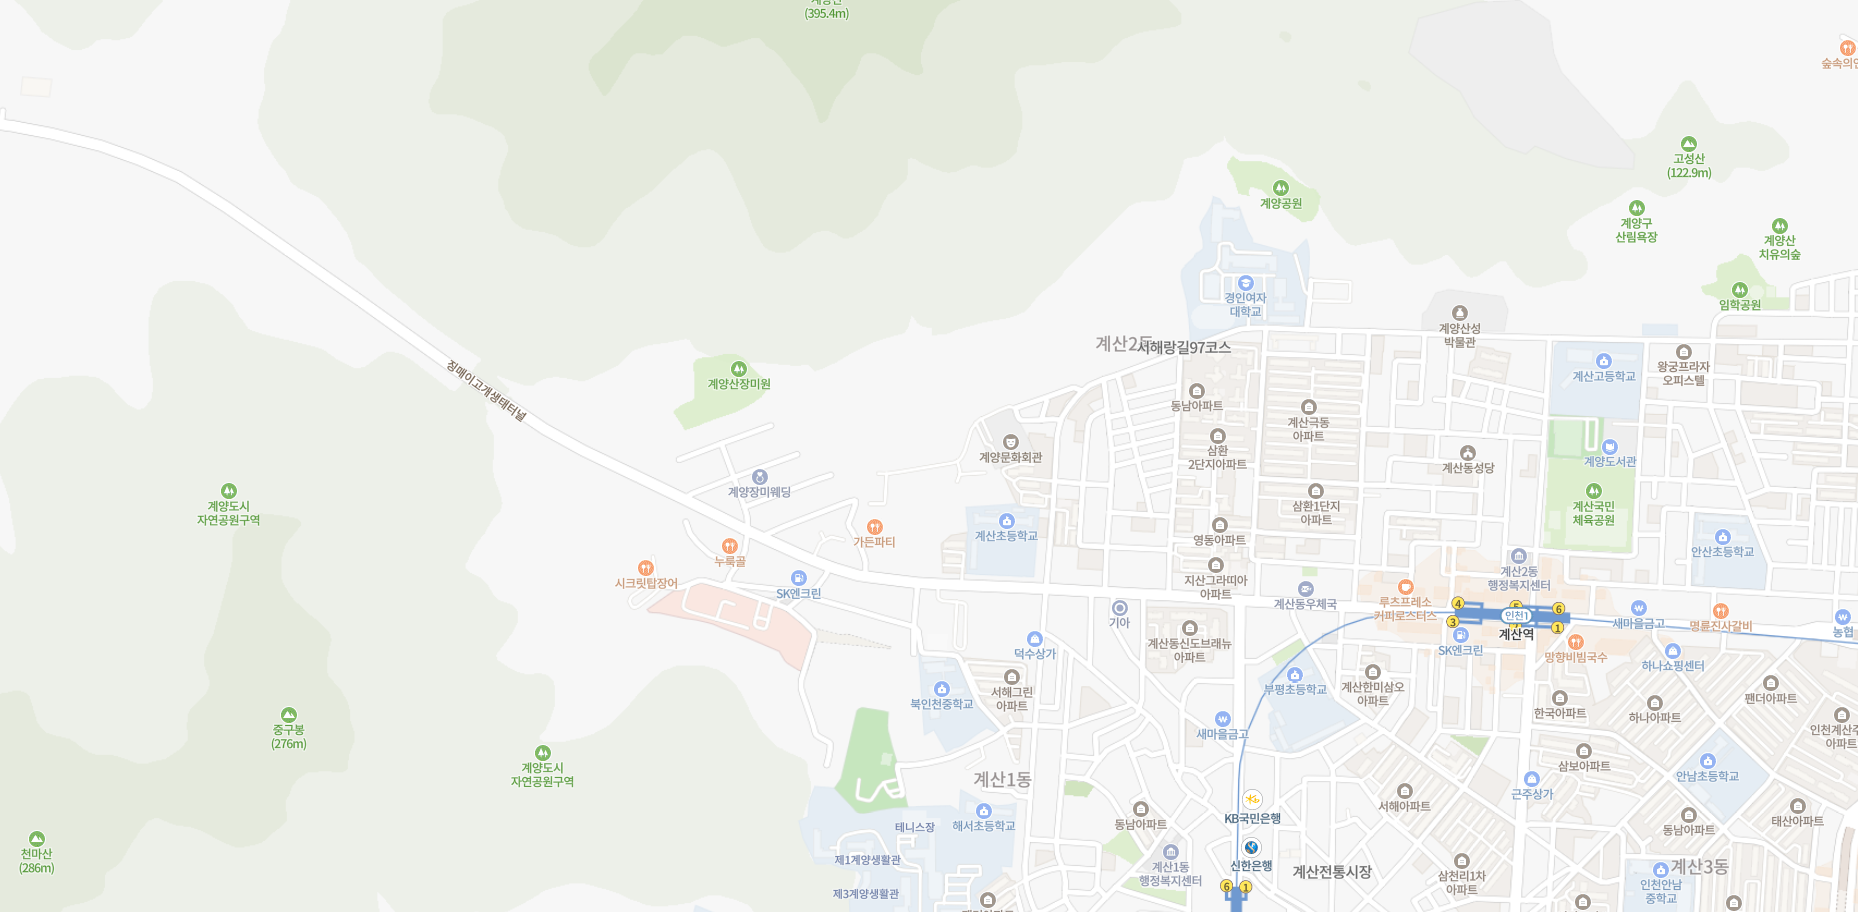 (395.4m)
고성산
(122.9m)
계양공원
계양구
산림욕장
계양산
치유의숲
임학공원
경인여자
대학교
계양산성
박물관
서해랑길97코스
계산고등학교
왕궁프라자
오피스텔
징매이고개생태터널
계양산장미원
동남아파트
계산극동
아파트
계양문화회관
삼환
2단지아파트
계산동성당
계양도서관
계양장미웨딩
계양도시
자연공원구역
삼환1단지
아파트
계산국민
체육공원
가든파티
계산초등학교
영동아파트
안산초등학교
누룩골
시크릿탑장어
SK엔크린
지산그라띠아
아파트
계산2동
행정복지센터
계산동우체국
루츠프레소
커피로스터스
4
3
인천1
6
1
계산역
새마을금고
명륜진사갈비
농협
기아
계산동신도브래뉴
아파트
덕수상가
SK엔크린
망향비빔국수
하나쇼핑센터
북인천중학교
서해그린
아파트
부평초등학교
계산한미삼오
아파트
한국아파트
하나아파트
팬더아파트
중구봉
(276m)
새마을금고
계양도시
자연공원구역
계산1동
삼보아파트
안남초등학교
근주상가
서해아파트
KB국민은행
동남아파트
동남아파트
태산아파트
테니스장
해서초등학교
천마산
(286m)
제1계양생활관
계산1동
행정복지센터
신한은행
계산전통시장
삼천리1차
아파트
계산3동
인천안남
중학교
제3계양생활관
6
1